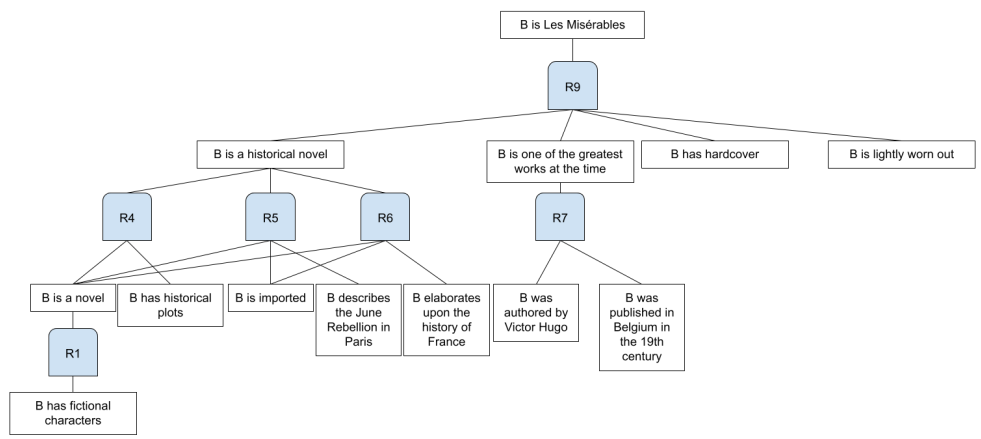 B is Les Misérables
R9
B is a historical novel
B is one of the greatest
works at the time
B has hardcover
B is lightly worn out
R4
R5
R6
R7
B is a novel
B has historical
plots
B is imported
B describes
the June
Rebellion in
Paris
B elaborates
upon the
history of
France
B was
authored by
Victor Hugo
B was
published in
Belgium in
the 19th
century
R1
B has fictional
characters